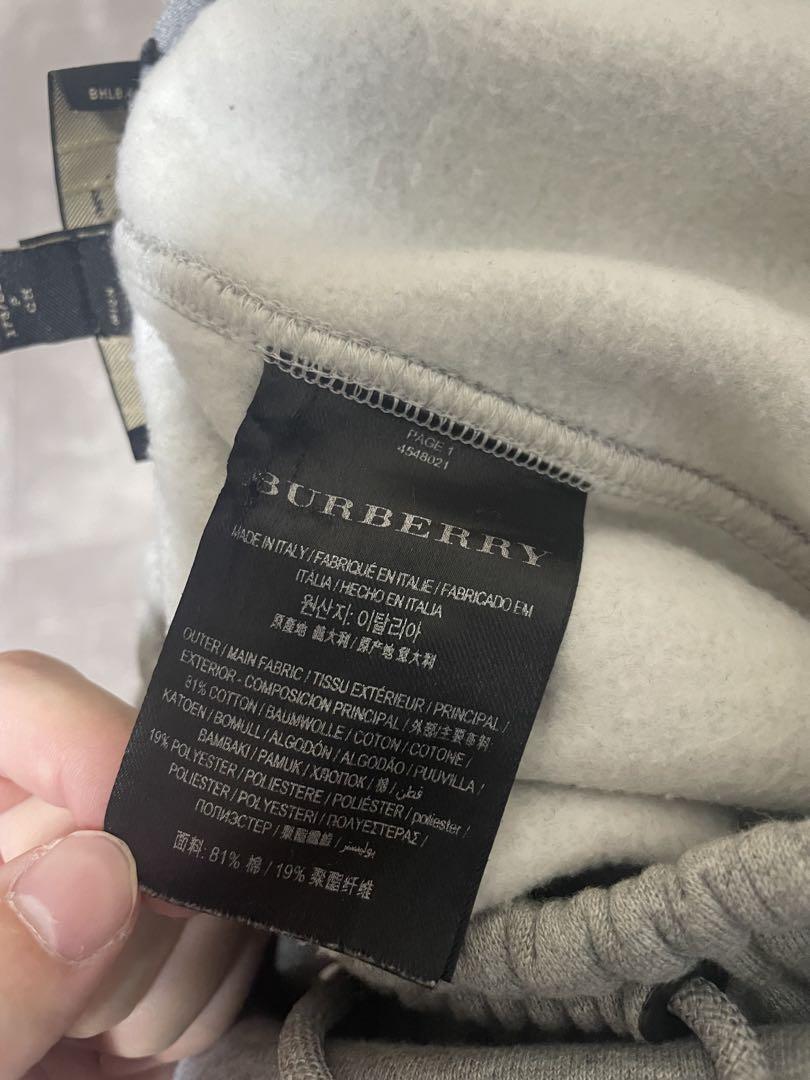 PAGE 1
4548021
BURBERRY
MADE IN ITALY / FABRIQUÉ EN ITALIE / FABRICADO EM
ITÁLIA / HECHO EN ITALIA
원산지: 이탈리아
原產地 義大利 / 原产地 意大利
OUTER / MAIN FABRIC / TISSU EXTÉRIEUR / PRINCIPAL /
EXTERIOR - COMPOSICION PRINCIPAL / 外部/主要布料:
81% COTTON / BAUMWOLLE / COTON / COTONE /
KATOEN / BOMULL / ALGODÓN / ALGODÃO / PUUVILLA /
BAMBAKI / PAMUK / ХЛОПОК / 棉 / قطن /
19% POLYESTER / POLIESTERE / POLIÉSTER / poliester /
POLIESTER / POLYESTERI / ΠΟΛΥΕΣΤΕΡΑΣ /
ПОЛИЭСТЕР / 聚酯纖維 / بوليستر /
面料: 81% 棉 / 19% 聚酯纤维